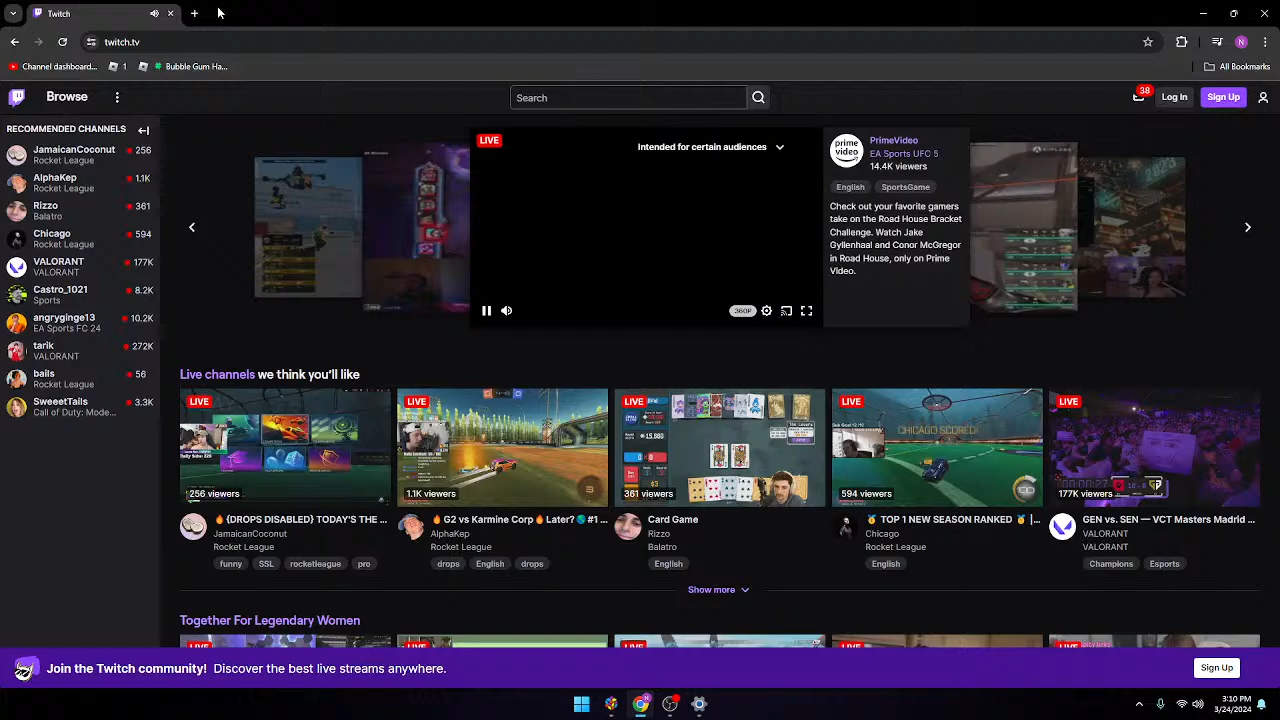 Twitch
twitch.tv
Channel dashboard...
1
Bubble Gum Ha...
All Bookmarks
N
Browse
Search
38
Log In
Sign Up
RECOMMENDED CHANNELS
JamaicanCoconut
256
Rocket League
AlphaKep
1.1K
Rocket League
Rizzo
361
Balatro
Chicago
594
Rocket League
VALORANT
177K
VALORANT
Castro_1021
8.2K
Sports
angryginge13
10.2K
EA Sports FC 24
tarik
272K
VALORANT
balls
56
Rocket League
SweeetTails
3.3K
Call of Duty: Mode...
LIVE
Intended for certain audiences
360P
prime
video
PrimeVideo
EA Sports UFC 5
14.4K viewers
English
SportsGame
Check out your favorite gamers
take on the Road House Bracket
Challenge. Watch Jake
Gyllenhaal and Conor McGregor
in Road House, only on Prime
Video.
Live channels we think you'll like
LIVE
256 viewers
🔥 {DROPS DISABLED} TODAY'S THE ...
JamaicanCoconut
Rocket League
funny
SSL
rocketleague
pro
LIVE
1.1K viewers
🔥 G2 vs Karmine Corp🔥 Later?🌎 #1 ...
AlphaKep
Rocket League
drops
English
drops
LIVE
15,880
361 viewers
Card Game
Rizzo
Balatro
English
LIVE
CHICAGO SCORED!
594 viewers
🏅 TOP 1 NEW SEASON RANKED 🏅 |...
Chicago
Rocket League
English
LIVE
177K viewers
GEN vs. SEN — VCT Masters Madrid ...
VALORANT
VALORANT
Champions
Esports
Show more
Together For Legendary Women
Join the Twitch community! Discover the best live streams anywhere.
Sign Up
3:10 PM
3/24/2024